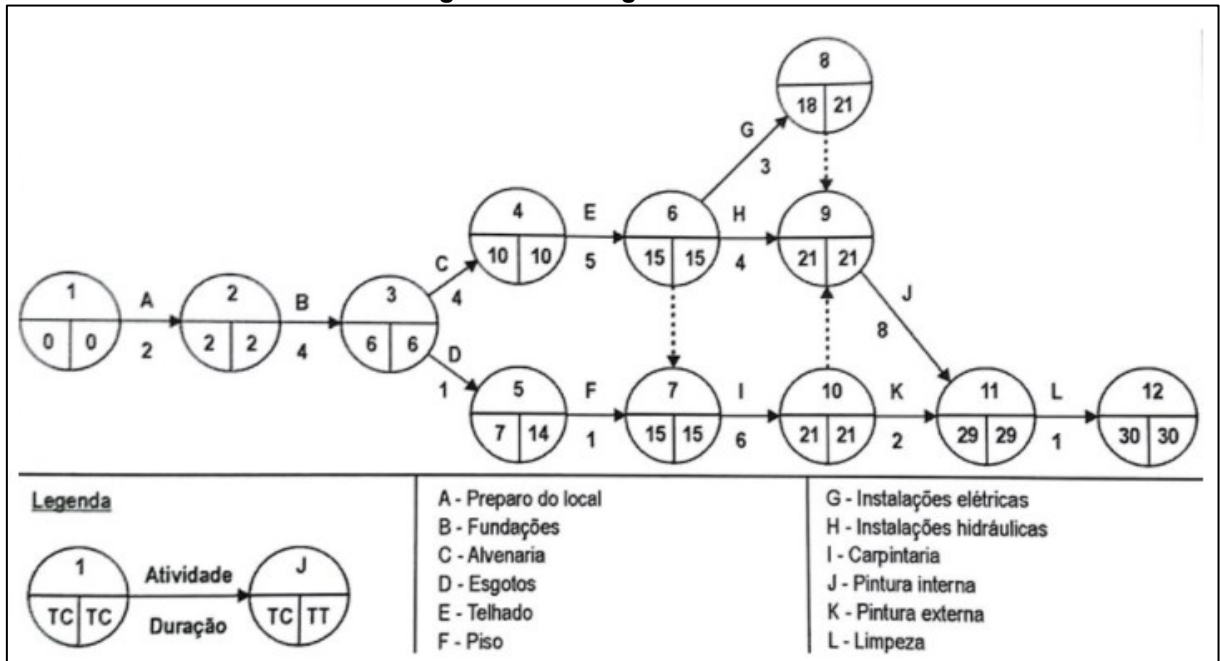 8
18 21
G
3
4
10 10
E
5
6
15 15
H
4
9
21 21
C
4
1
0 0
A
2
2
2 2
B
4
3
6 6
J
8
D
1
5
7 14
F
1
7
15 15
I
6
10
21 21
K
2
11
29 29
L
1
12
30 30
Legenda
1
TC TC
Atividade
Duração
J
TC TT
A - Preparo do local
B - Fundações
C - Alvenaria
D - Esgotos
E - Telhado
F - Piso
G - Instalações elétricas
H - Instalações hidráulicas
I - Carpintaria
J - Pintura interna
K - Pintura externa
L - Limpeza